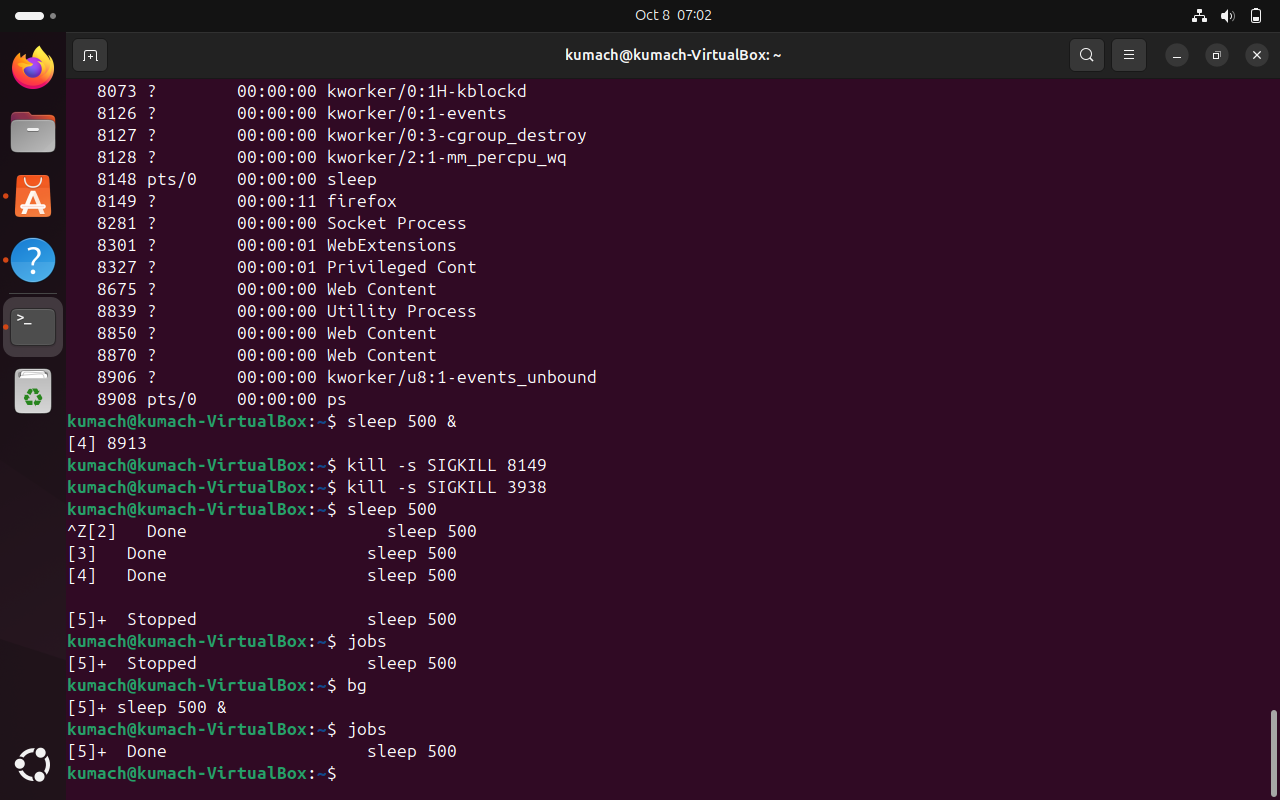 Oct 8 07:02
kumach@kumach-VirtualBox: ~
8073 ? 00:00:00 kworker/0:1H-kblockd
8126 ? 00:00:00 kworker/0:1-events
8127 ? 00:00:00 kworker/0:3-cgroup_destroy
8128 ? 00:00:00 kworker/2:1-mm_percpu_wq
8148 pts/0 00:00:00 sleep
8149 ? 00:00:11 firefox
8281 ? 00:00:00 Socket Process
8301 ? 00:00:01 WebExtensions
8327 ? 00:00:01 Privileged Cont
8675 ? 00:00:00 Web Content
8839 ? 00:00:00 Utility Process
8850 ? 00:00:00 Web Content
8870 ? 00:00:00 Web Content
8906 ? 00:00:00 kworker/u8:1-events_unbound
8908 pts/0 00:00:00 ps
kumach@kumach-VirtualBox:~$ sleep 500 &
[4] 8913
kumach@kumach-VirtualBox:~$ kill -s SIGKILL 8149
kumach@kumach-VirtualBox:~$ kill -s SIGKILL 3938
kumach@kumach-VirtualBox:~$ sleep 500
^Z[2] Done sleep 500
[3] Done sleep 500
[4] Done sleep 500
[5]+ Stopped sleep 500
kumach@kumach-VirtualBox:~$ jobs
[5]+ Stopped sleep 500
kumach@kumach-VirtualBox:~$ bg
[5]+ sleep 500 &
kumach@kumach-VirtualBox:~$ jobs
[5]+ Done sleep 500
kumach@kumach-VirtualBox:~$